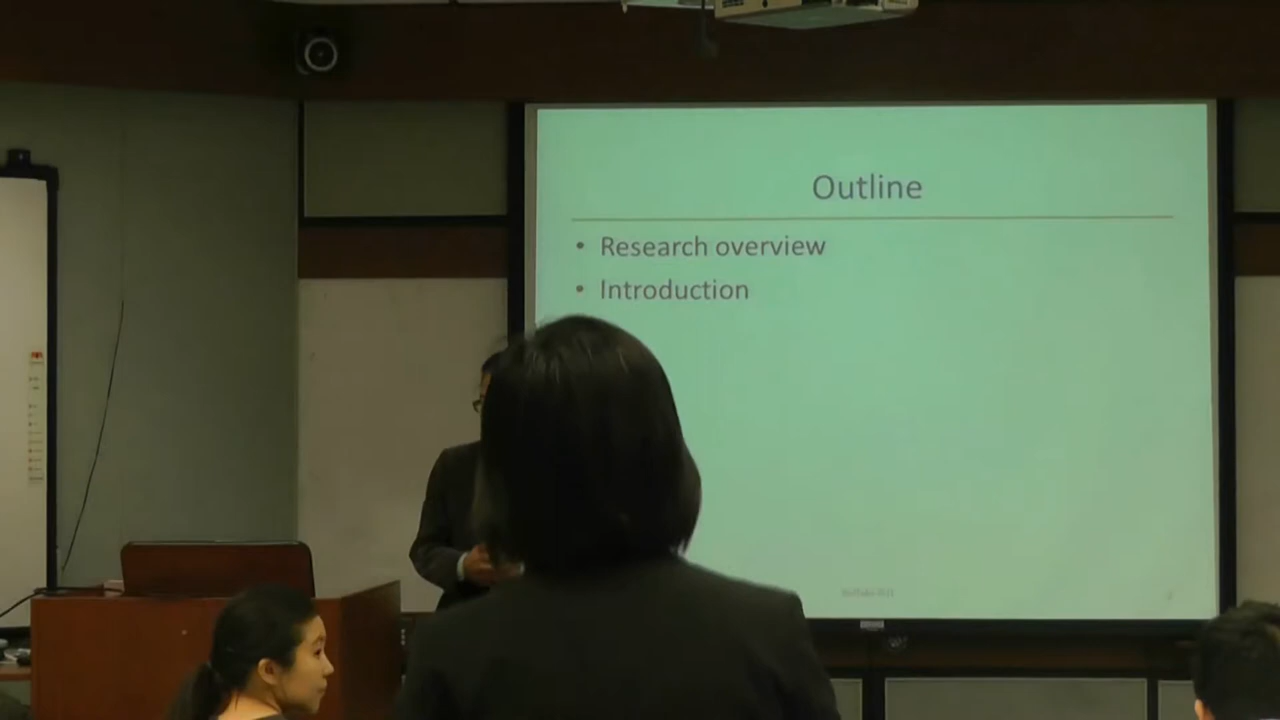 Outline
• Research overview
• Introduction